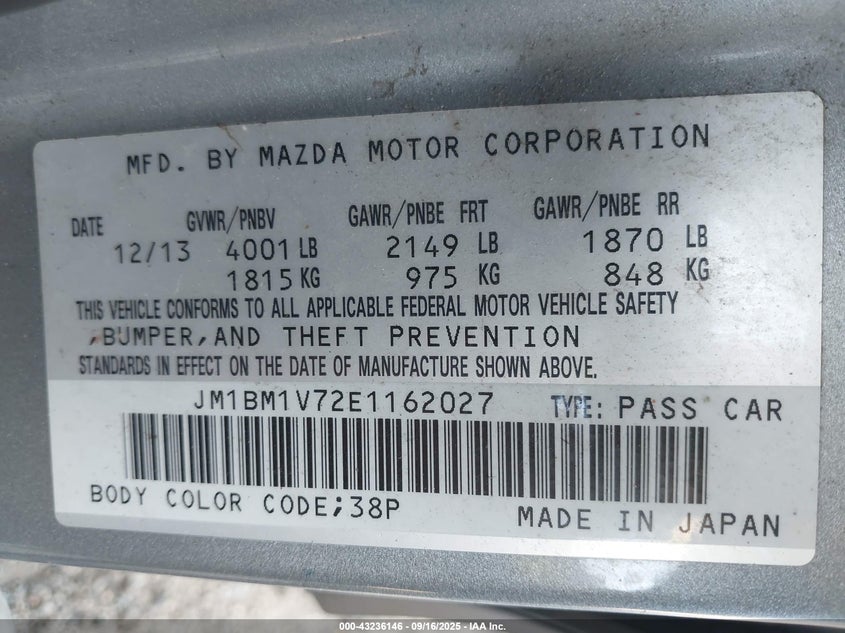 MFD. BY MAZDA MOTOR CORPORATION
DATE GVWR/PNBV GAWR/PNBE FRT GAWR/PNBE RR
12/13 4001 LB 2149 LB 1870 LB
1815 KG 975 KG 848 KG
THIS VEHICLE CONFORMS TO ALL APPLICABLE FEDERAL MOTOR VEHICLE SAFETY
,BUMPER,AND THEFT PREVENTION
STANDARDS IN EFFECT ON THE DATE OF MANUFACTURE SHOWN ABOVE.
JM1BM1V72E1162027 TYPE: PASS CAR
BODY COLOR CODE;38P
MADE IN JAPAN
000-43236146 - 09/16/2025 - IAA Inc.